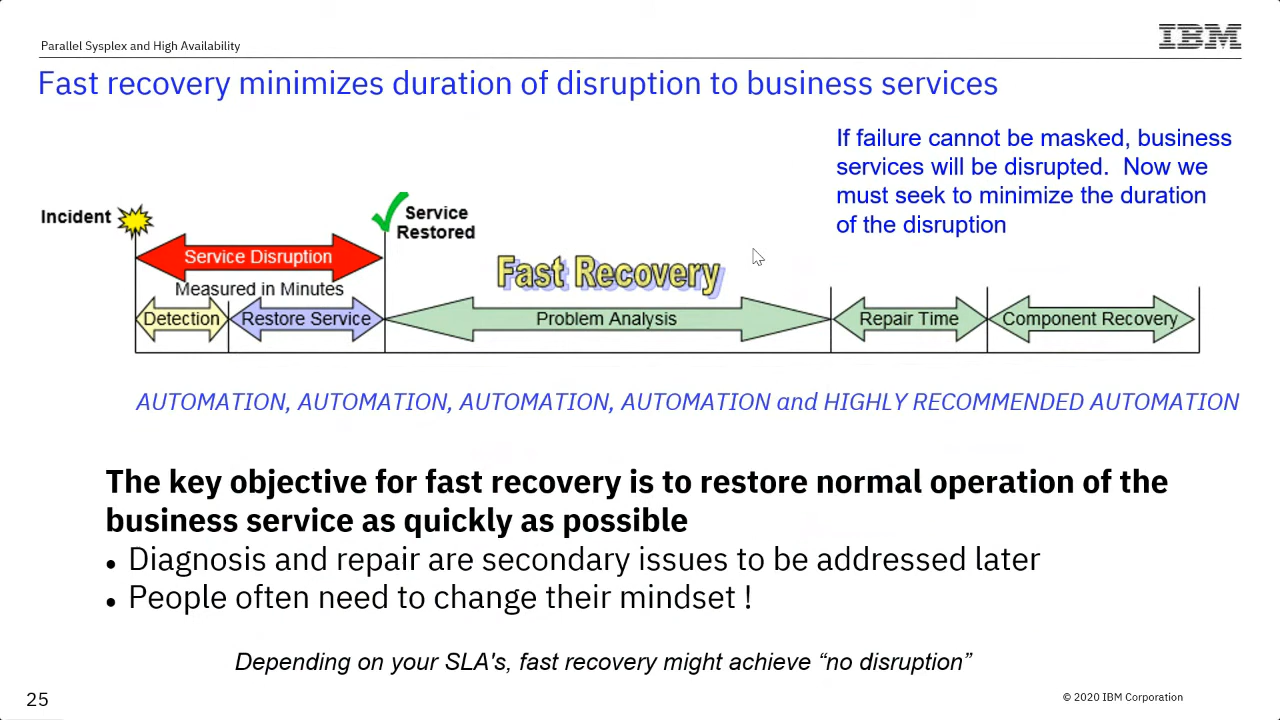 Parallel Sysplex and High Availability
IBM
Fast recovery minimizes duration of disruption to business services
If failure cannot be masked, business
services will be disrupted.  Now we
must seek to minimize the duration
of the disruption
Incident
Service
Restored
Service Disruption
Measured in Minutes
Fast Recovery
Detection
Restore Service
Problem Analysis
Repair Time
Component Recovery
AUTOMATION, AUTOMATION, AUTOMATION, AUTOMATION and HIGHLY RECOMMENDED AUTOMATION
The key objective for fast recovery is to restore normal operation of the
business service as quickly as possible
• Diagnosis and repair are secondary issues to be addressed later
• People often need to change their mindset !
Depending on your SLA's, fast recovery might achieve “no disruption”
25
© 2020 IBM Corporation